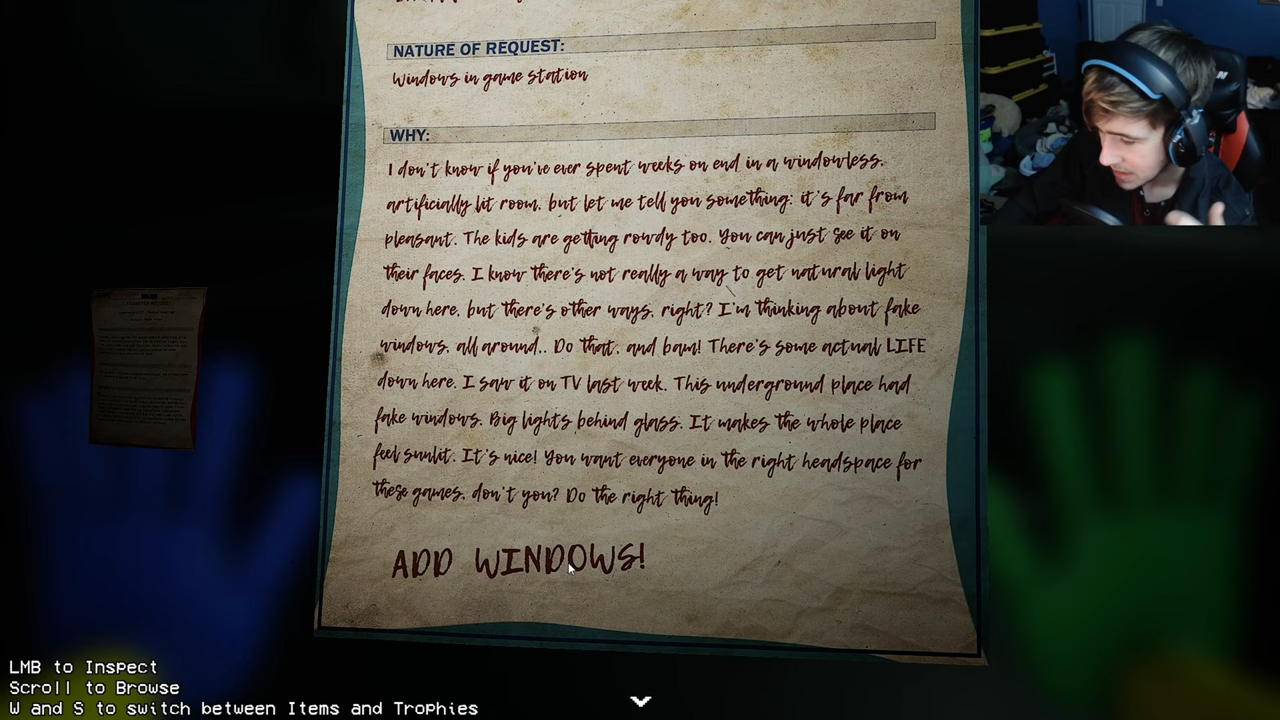 NATURE OF REQUEST:
Windows in game station
WHY:
I don't know if you've ever spent weeks on end in a windowless,
artificially lit room, but let me tell you something: it's far from
pleasant. The kids are getting rowdy too. You can just see it on
their faces. I know there's not really a way to get natural light
down here, but there's other ways, right? I'm thinking about fake
windows, all around.. Do that, and bam! There's some actual LIFE
down here. I saw it on TV last week. This underground place had
fake windows. Big lights behind glass. It makes the whole place
feel sunlit. It's nice! You want everyone in the right headspace for
these games, don't you? Do the right thing!
ADD WINDOWS!
LMB to Inspect
Scroll to Browse
W and S to switch between Items and Trophies